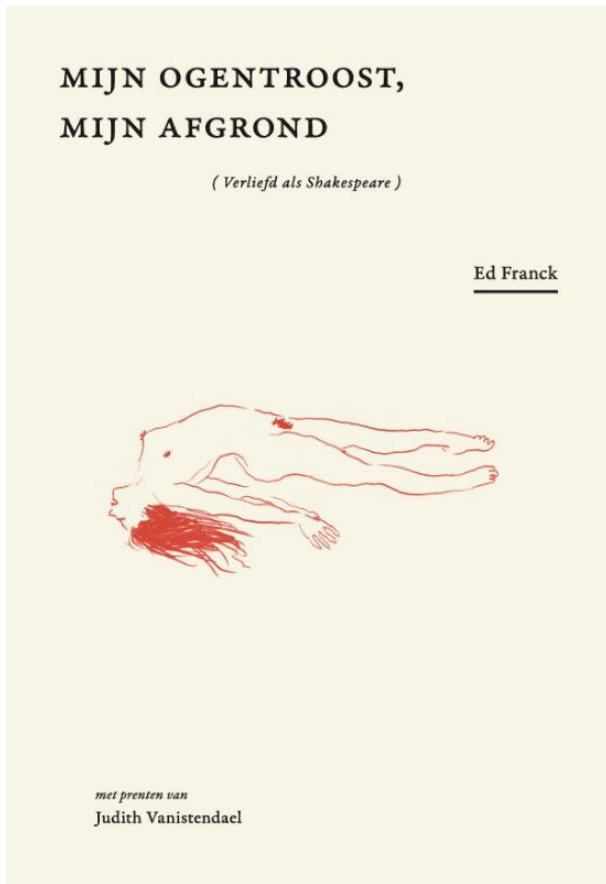 MIJN OGENTROOST,
MIJN AFGROND
( Verliefd als Shakespeare )
Ed Franck
met prenten van
Judith Vanistendael